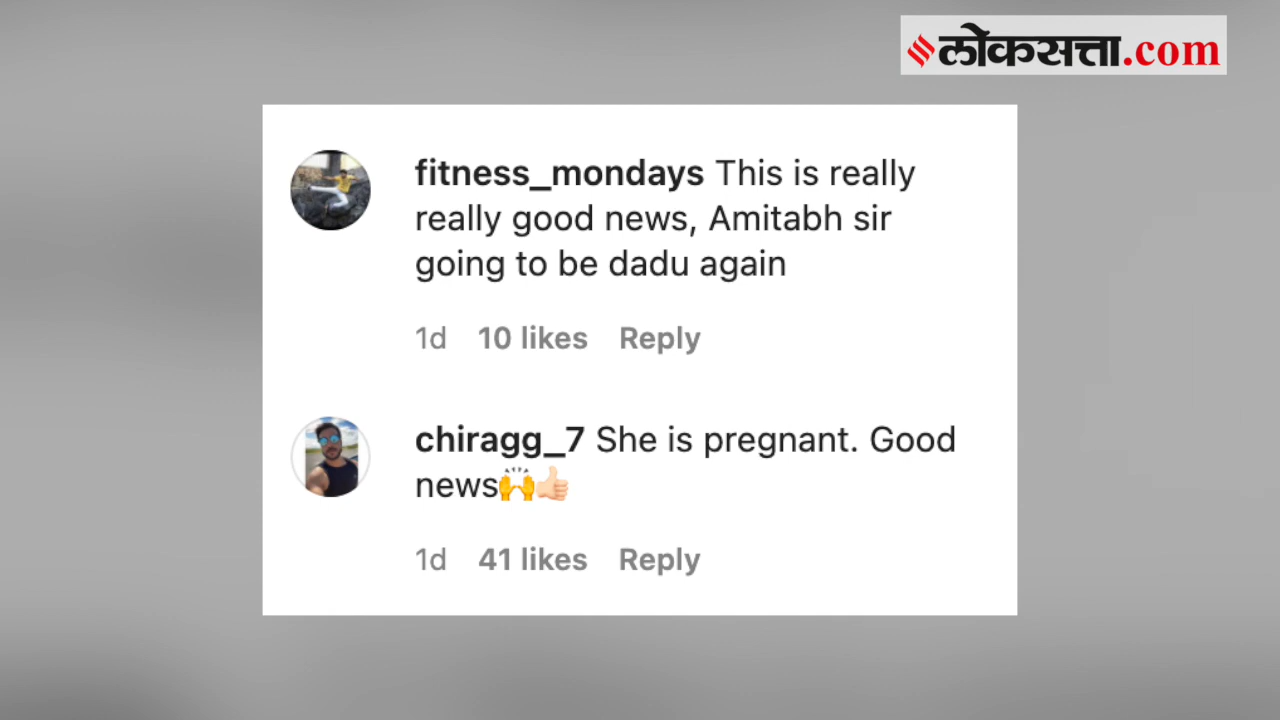 लोकसत्ता.com
fitness_mondays This is really
really good news, Amitabh sir
going to be dadu again
1d 10 likes Reply
chiragg_7 She is pregnant. Good
news🙌👍🏻
1d 41 likes Reply